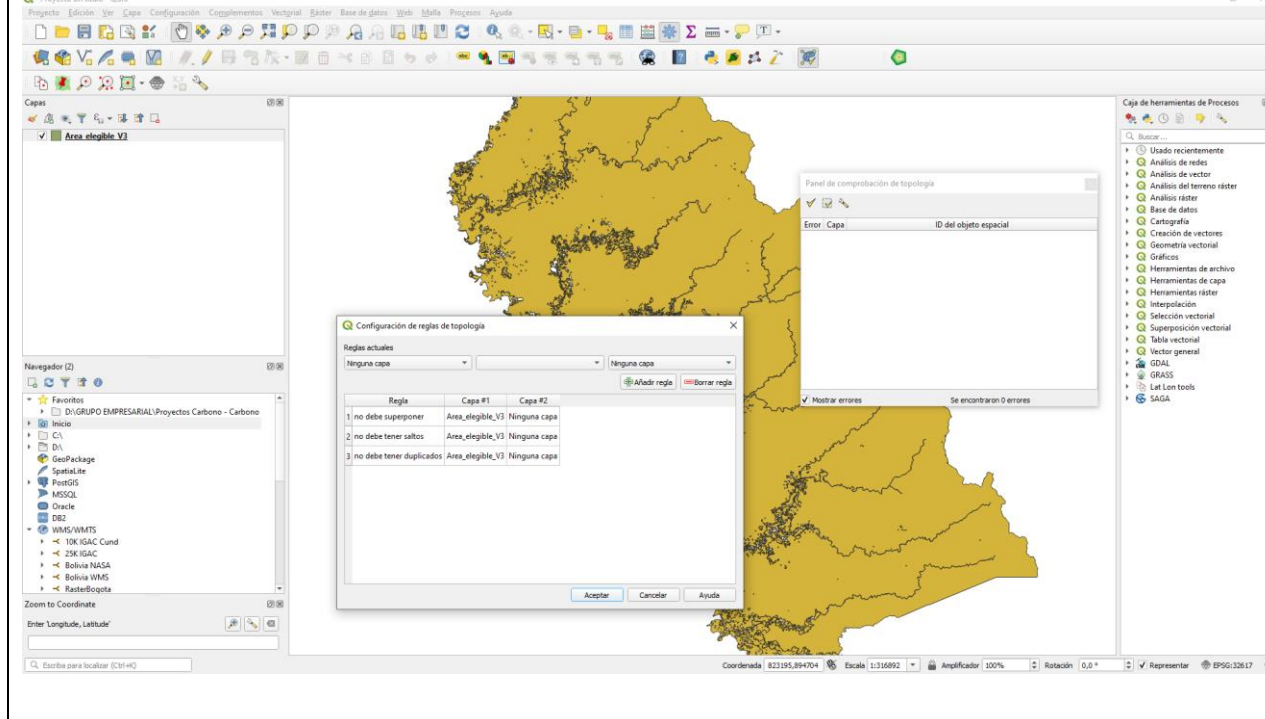 Proyecto Edición Ver Capa Configuración Complementos Vectorial Ráster Base de datos Web Malla Procesos Ayuda
Capas
Area elegible V3
Navegador (2)
Favoritos
D:\GRUPO EMPRESARIAL\Proyectos Carbono - Carbono
Inicio
C:\
D:\
GeoPackage
SpatiaLite
PostGIS
MSSQL
Oracle
DB2
WMS/WMTS
10K IGAC Cund
25K IGAC
Bolivia NASA
Bolivia WMS
RasterBogota
Zoom to Coordinate
Enter 'Longitude, Latitude'
Configuración de reglas de topología
Reglas actuales
Ninguna capa Ninguna capa
Añadir regla Borrar regla
Regla Capa #1 Capa #2
1 no debe superponer Area_elegible_V3 Ninguna capa
2 no debe tener saltos Area_elegible_V3 Ninguna capa
3 no debe tener duplicados Area_elegible_V3 Ninguna capa
Aceptar Cancelar Ayuda
Panel de comprobación de topología
Error Capa ID del objeto espacial
Mostrar errores Se encontraron 0 errores
Caja de herramientas de Procesos
Buscar...
Usado recientemente
Análisis de redes
Análisis de vector
Análisis del terreno ráster
Análisis ráster
Base de datos
Cartografía
Creación de vectores
Geometría vectorial
Gráficos
Herramientas de archivo
Herramientas de capa
Herramientas ráster
Interpolación
Selección vectorial
Superposición vectorial
Tabla vectorial
Vector general
GDAL
GRASS
Lat Lon tools
SAGA
Escriba para localizar (Ctrl+K)
Coordenada 823195,894704 Escala 1:316892 Amplificador 100% Rotación 0,0 ° Representar EPSG:32617